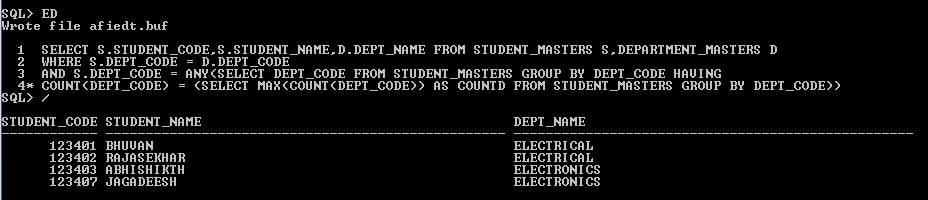 SQL> ED
Wrote file afiedt.buf
1 SELECT S.STUDENT_CODE,S.STUDENT_NAME,D.DEPT_NAME FROM STUDENT_MASTERS S,DEPARTMENT_MASTERS D
2 WHERE S.DEPT_CODE = D.DEPT_CODE
3 AND S.DEPT_CODE = ANY(SELECT DEPT_CODE FROM STUDENT_MASTERS GROUP BY DEPT_CODE HAVING
4* COUNT(DEPT_CODE) = (SELECT MAX(COUNT(DEPT_CODE)) AS COUNTD FROM STUDENT_MASTERS GROUP BY DEPT_CODE))
SQL> /
STUDENT_CODE STUDENT_NAME DEPT_NAME
123401 BHUVAN ELECTRICAL
123402 RAJASEKHAR ELECTRICAL
123403 ABHISHIKTH ELECTRONICS
123407 JAGADEESH ELECTRONICS